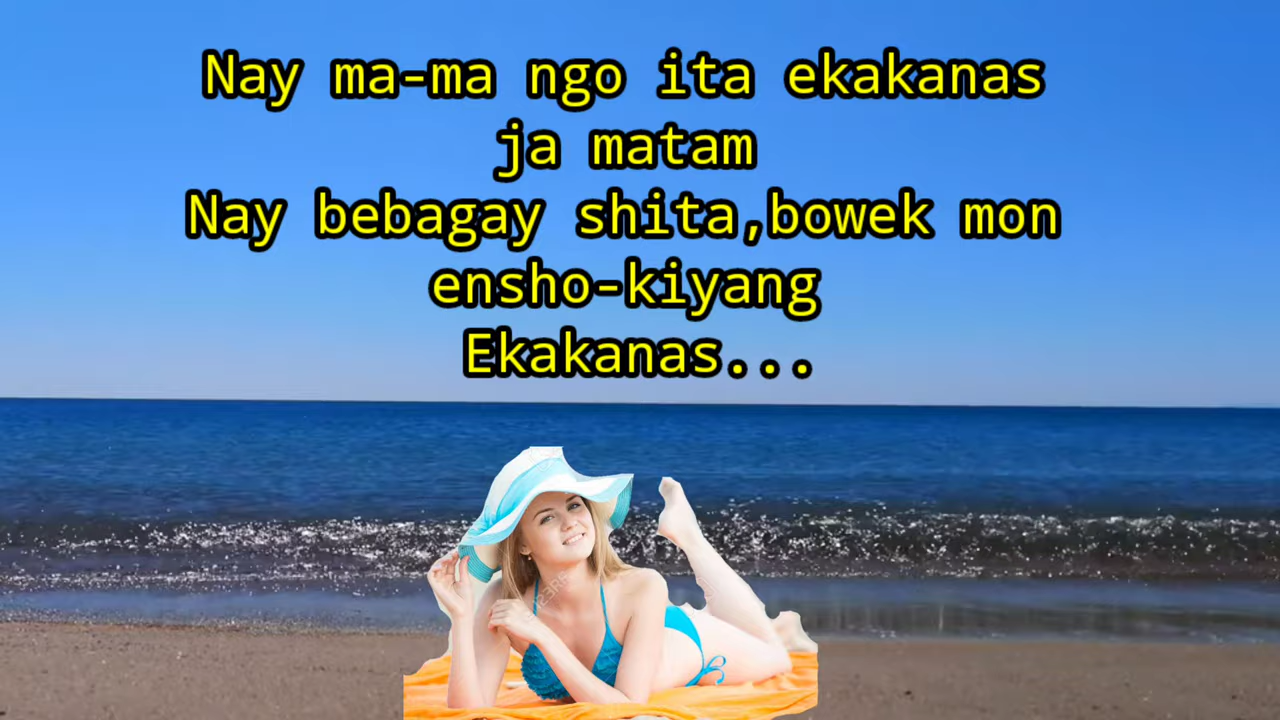 Nay ma-ma ngo ita ekakanas
ja matam
Nay bebagay shita,bowek mon
ensho-kiyang
Ekakanas...